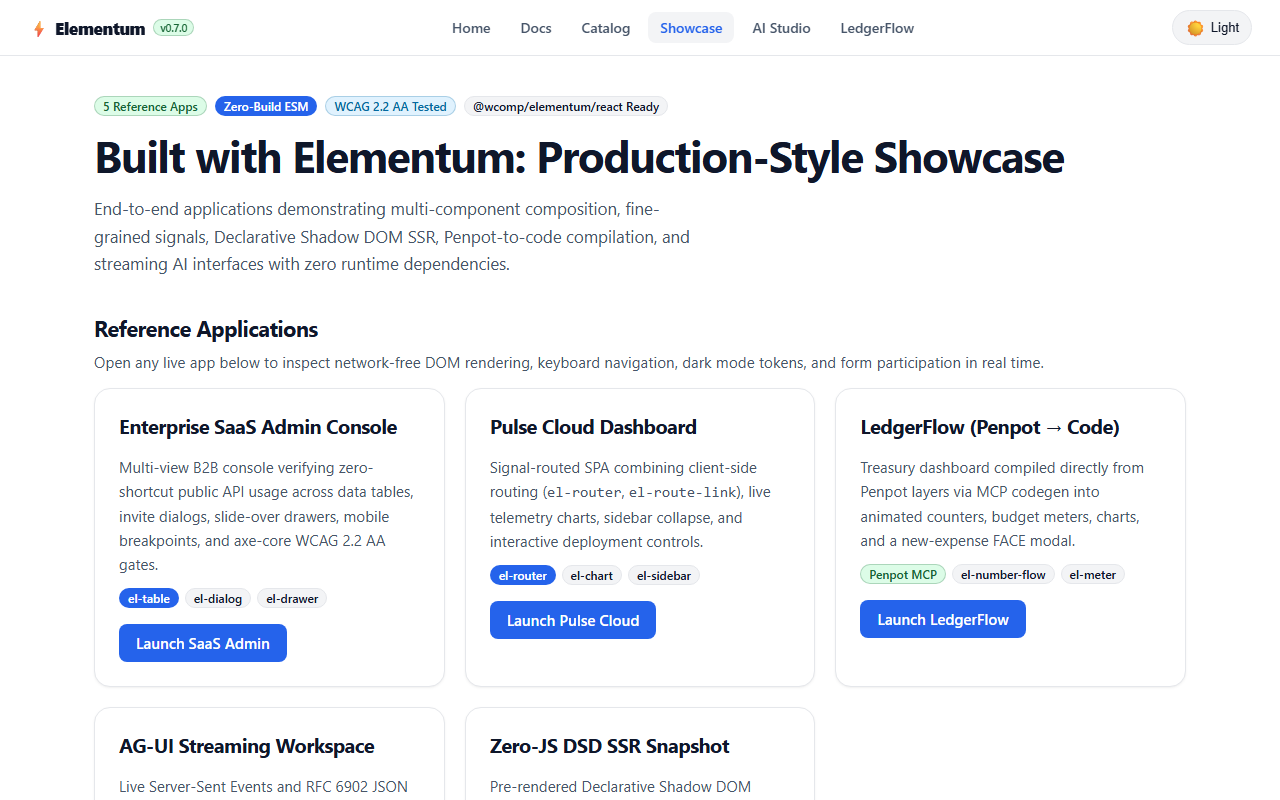 Elementum v0.7.0 Home Docs Catalog Showcase AI Studio LedgerFlow Light
5 Reference Apps Zero-Build ESM WCAG 2.2 AA Tested @wcomp/elementum/react Ready
Built with Elementum: Production-Style Showcase
End-to-end applications demonstrating multi-component composition, fine-
grained signals, Declarative Shadow DOM SSR, Penpot-to-code compilation, and
streaming AI interfaces with zero runtime dependencies.
Reference Applications
Open any live app below to inspect network-free DOM rendering, keyboard navigation, dark mode tokens, and form participation in real time.
Enterprise SaaS Admin Console
Multi-view B2B console verifying zero-
shortcut public API usage across data tables,
invite dialogs, slide-over drawers, mobile
breakpoints, and axe-core WCAG 2.2 AA
gates.
el-table el-dialog el-drawer
Launch SaaS Admin
Pulse Cloud Dashboard
Signal-routed SPA combining client-side
routing (el-router, el-route-link), live
telemetry charts, sidebar collapse, and
interactive deployment controls.
el-router el-chart el-sidebar
Launch Pulse Cloud
LedgerFlow (Penpot → Code)
Treasury dashboard compiled directly from
Penpot layers via MCP codegen into
animated counters, budget meters, charts,
and a new-expense FACE modal.
Penpot MCP el-number-flow el-meter
Launch LedgerFlow
AG-UI Streaming Workspace
Live Server-Sent Events and RFC 6902 JSON
Zero-JS DSD SSR Snapshot
Pre-rendered Declarative Shadow DOM